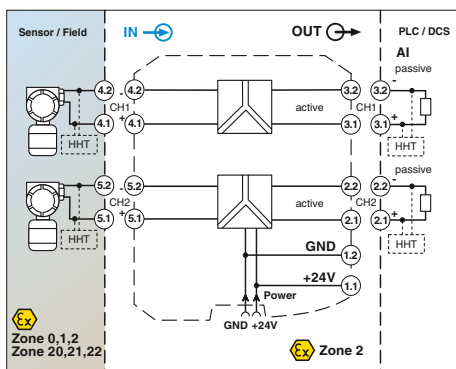 Sensor / Field
IN
OUT
PLC / DCS
AI
passive
4.2 - 4.2 3.2 3.2 -
CH1 active CH1
4.1 + 4.1 3.1 3.1 +
HHT HHT
passive
5.2 - 5.2 2.2 2.2 -
CH2 active CH2
5.1 + 5.1 2.1 2.1 +
HHT HHT
GND 1.2
+24V 1.1
Power
GND +24V
Ex
Zone 0,1,2
Zone 20,21,22
Ex Zone 2